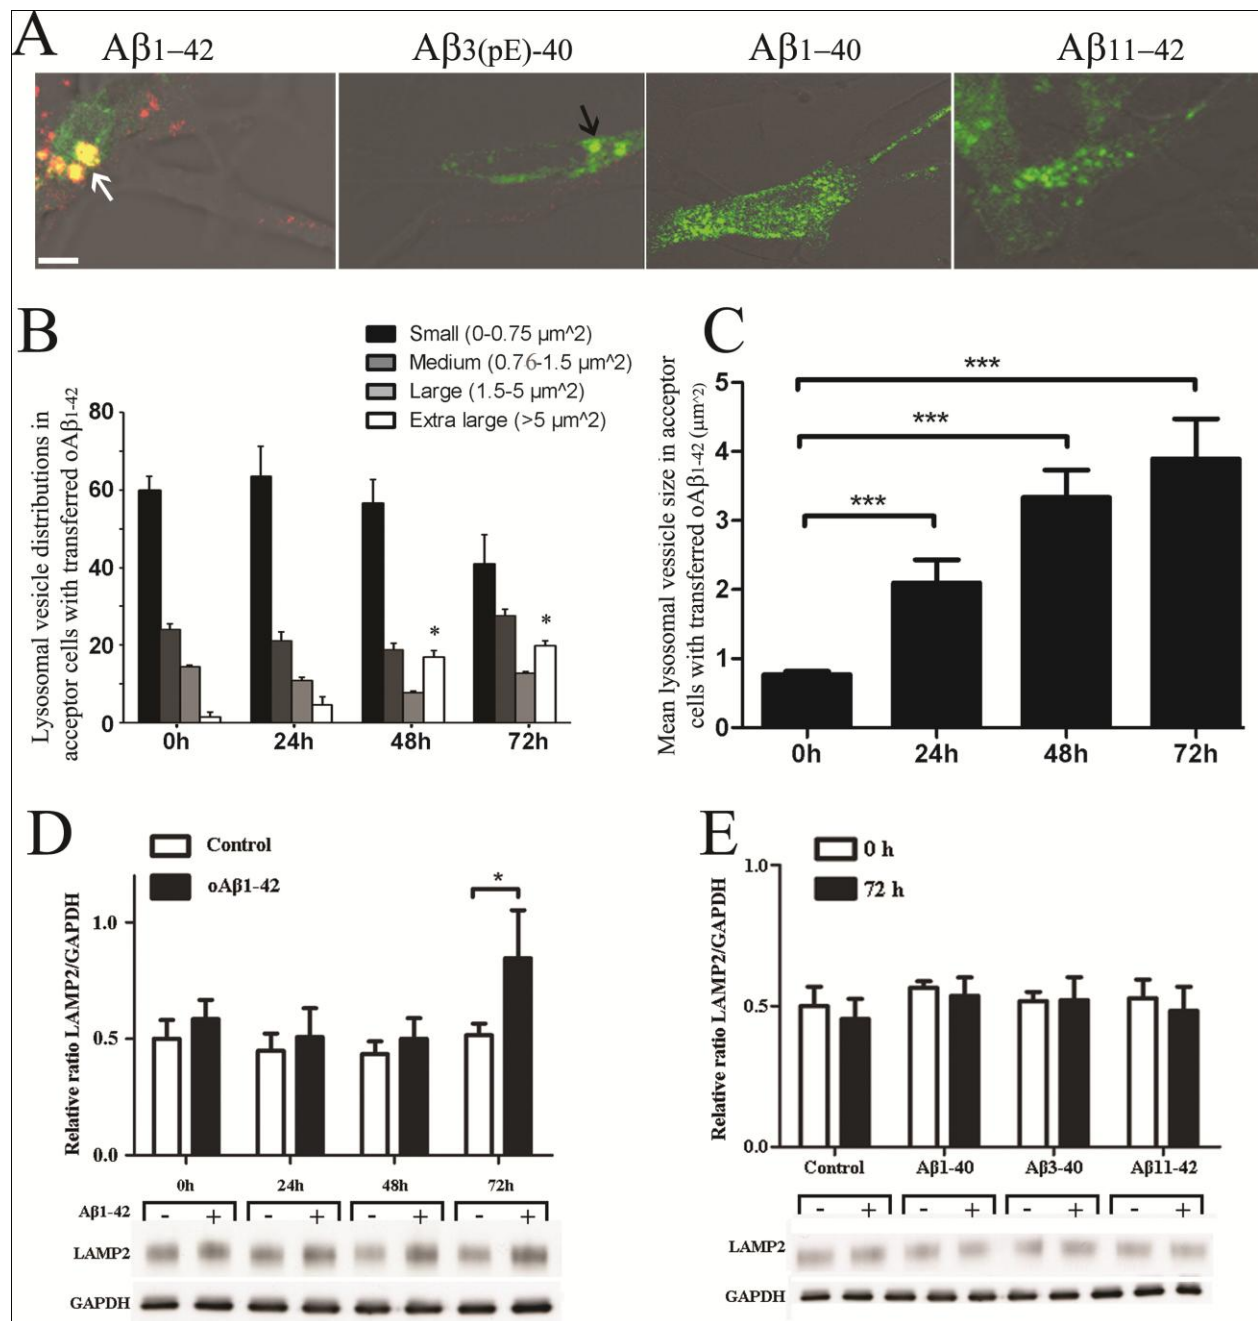 A
Aβ1–42
Aβ3(pE)-40
Aβ1–40
Aβ11–42
B
Small (0-0.75 µm^2)
Medium (0.76-1.5 µm^2)
Large (1.5-5 µm^2)
Extra large (>5 µm^2)
Lysosomal vesicle distributions in
acceptor cells with transferred oAβ1-42
80
60
40
20
0
* *
0h 24h 48h 72h
C
Mean lysosomal vesicle size in acceptor
cells with transferred oAβ1-42 (µm^2)
5
4
3
2
1
0
***
***
***
0h 24h 48h 72h
D
Control
oAβ1-42
Relative ratio LAMP2/GAPDH
1.0
0.5
0.0
*
0h 24h 48h 72h
Aβ1-42 - + - + - + - +
LAMP2
GAPDH
E
0 h
72 h
Relative ratio LAMP2/GAPDH
1.0
0.5
0.0
Control Aβ1-40 Aβ3-40 Aβ11-42
- + - + - + - +
LAMP2
GAPDH